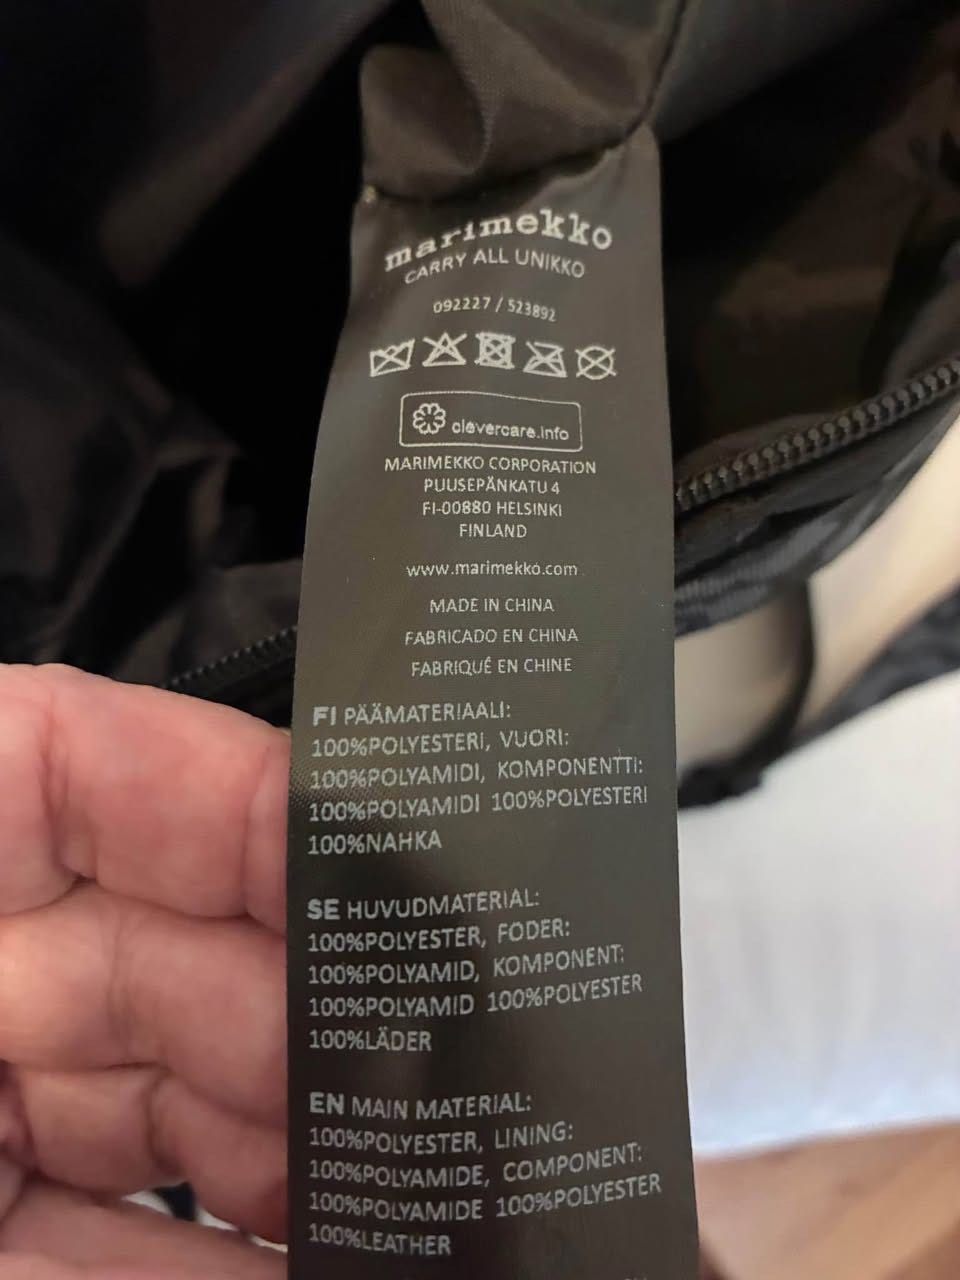 marimekko
CARRY ALL UNIKKO
092227 / 523892
clevercare.info
MARIMEKKO CORPORATION
PUUSEPÄNKATU 4
FI-00880 HELSINKI
FINLAND
www.marimekko.com
MADE IN CHINA
FABRICADO EN CHINA
FABRIQUÉ EN CHINE
FI PÄÄMATERIAALI:
100%POLYESTERI, VUORI:
100%POLYAMIDI, KOMPONENTTI:
100%POLYAMIDI 100%POLYESTERI
100%NAHKA
SE HUVUDMATERIAL:
100%POLYESTER, FODER:
100%POLYAMID, KOMPONENT:
100%POLYAMID 100%POLYESTER
100%LÄDER
EN MAIN MATERIAL:
100%POLYESTER, LINING:
100%POLYAMIDE, COMPONENT:
100%POLYAMIDE 100%POLYESTER
100%LEATHER